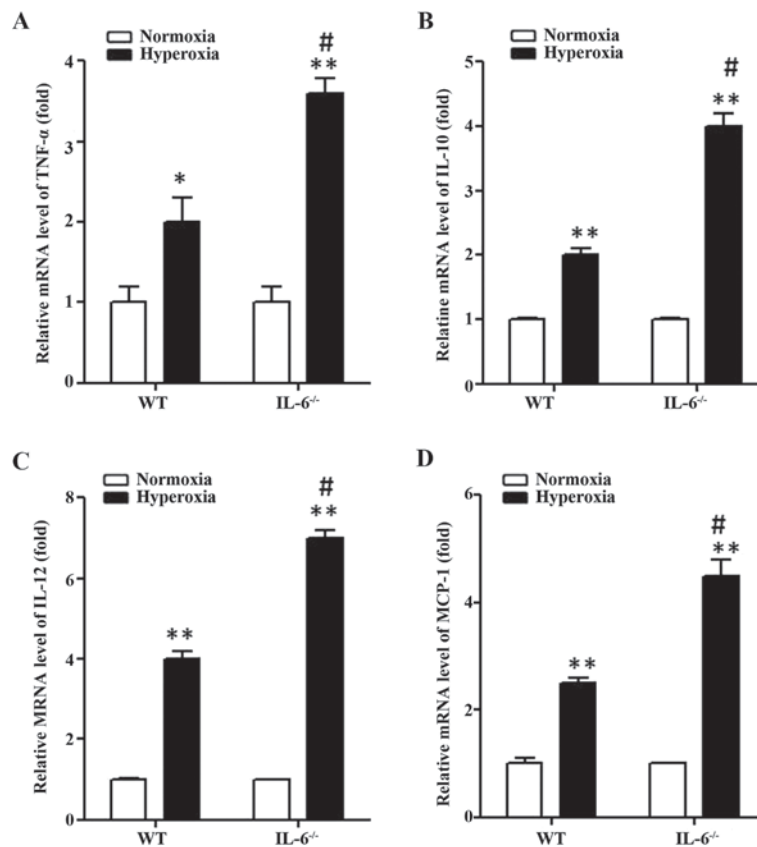 A
Normoxia
Hyperoxia
Relative mRNA level of TNF-α (fold)
4
3
2
1
0
*
#
**
WT
IL-6-/-
B
Normoxia
Hyperoxia
Relatine mRNA level of IL-10 (fold)
5
4
3
2
1
0
**
#
**
WT
IL-6-/-
C
Normoxia
Hyperoxia
Relative MRNA level of IL-12 (fold)
8
6
4
2
0
**
#
**
WT
IL-6-/-
D
Normoxia
Hyperoxia
Relative mRNA level of MCP-1 (fold)
6
4
2
0
**
#
**
WT
IL-6-/-